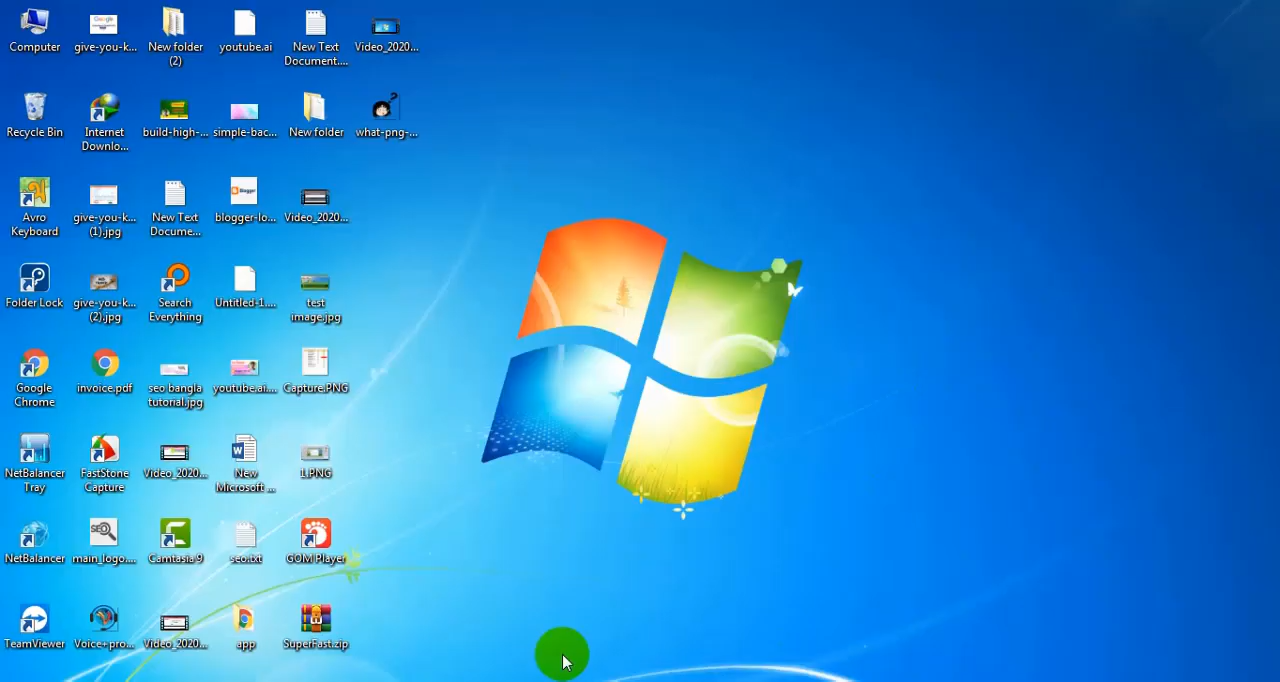 Computer
give-you-k...
New folder
(2)
youtube.ai
New Text
Document....
Video_2020...
Recycle Bin
Internet
Downlo...
build-high-...
simple-bac...
New folder
what-png-...
Avro
Keyboard
give-you-k...
(1).jpg
New Text
Docume...
blogger-lo...
Video_2020...
Folder Lock
give-you-k...
(2).jpg
Search
Everything
Untitled-1....
test
image.jpg
Google
Chrome
invoice.pdf
seo bangla
tutorial.jpg
youtube.ai....
Capture.PNG
NetBalancer
Tray
FastStone
Capture
Video_2020...
New
Microsoft ...
1.PNG
NetBalancer
main_logo....
Camtasia 9
seo.txt
GOM Player
TeamViewer
Voice+pro...
Video_2020...
app
SuperFast.zip